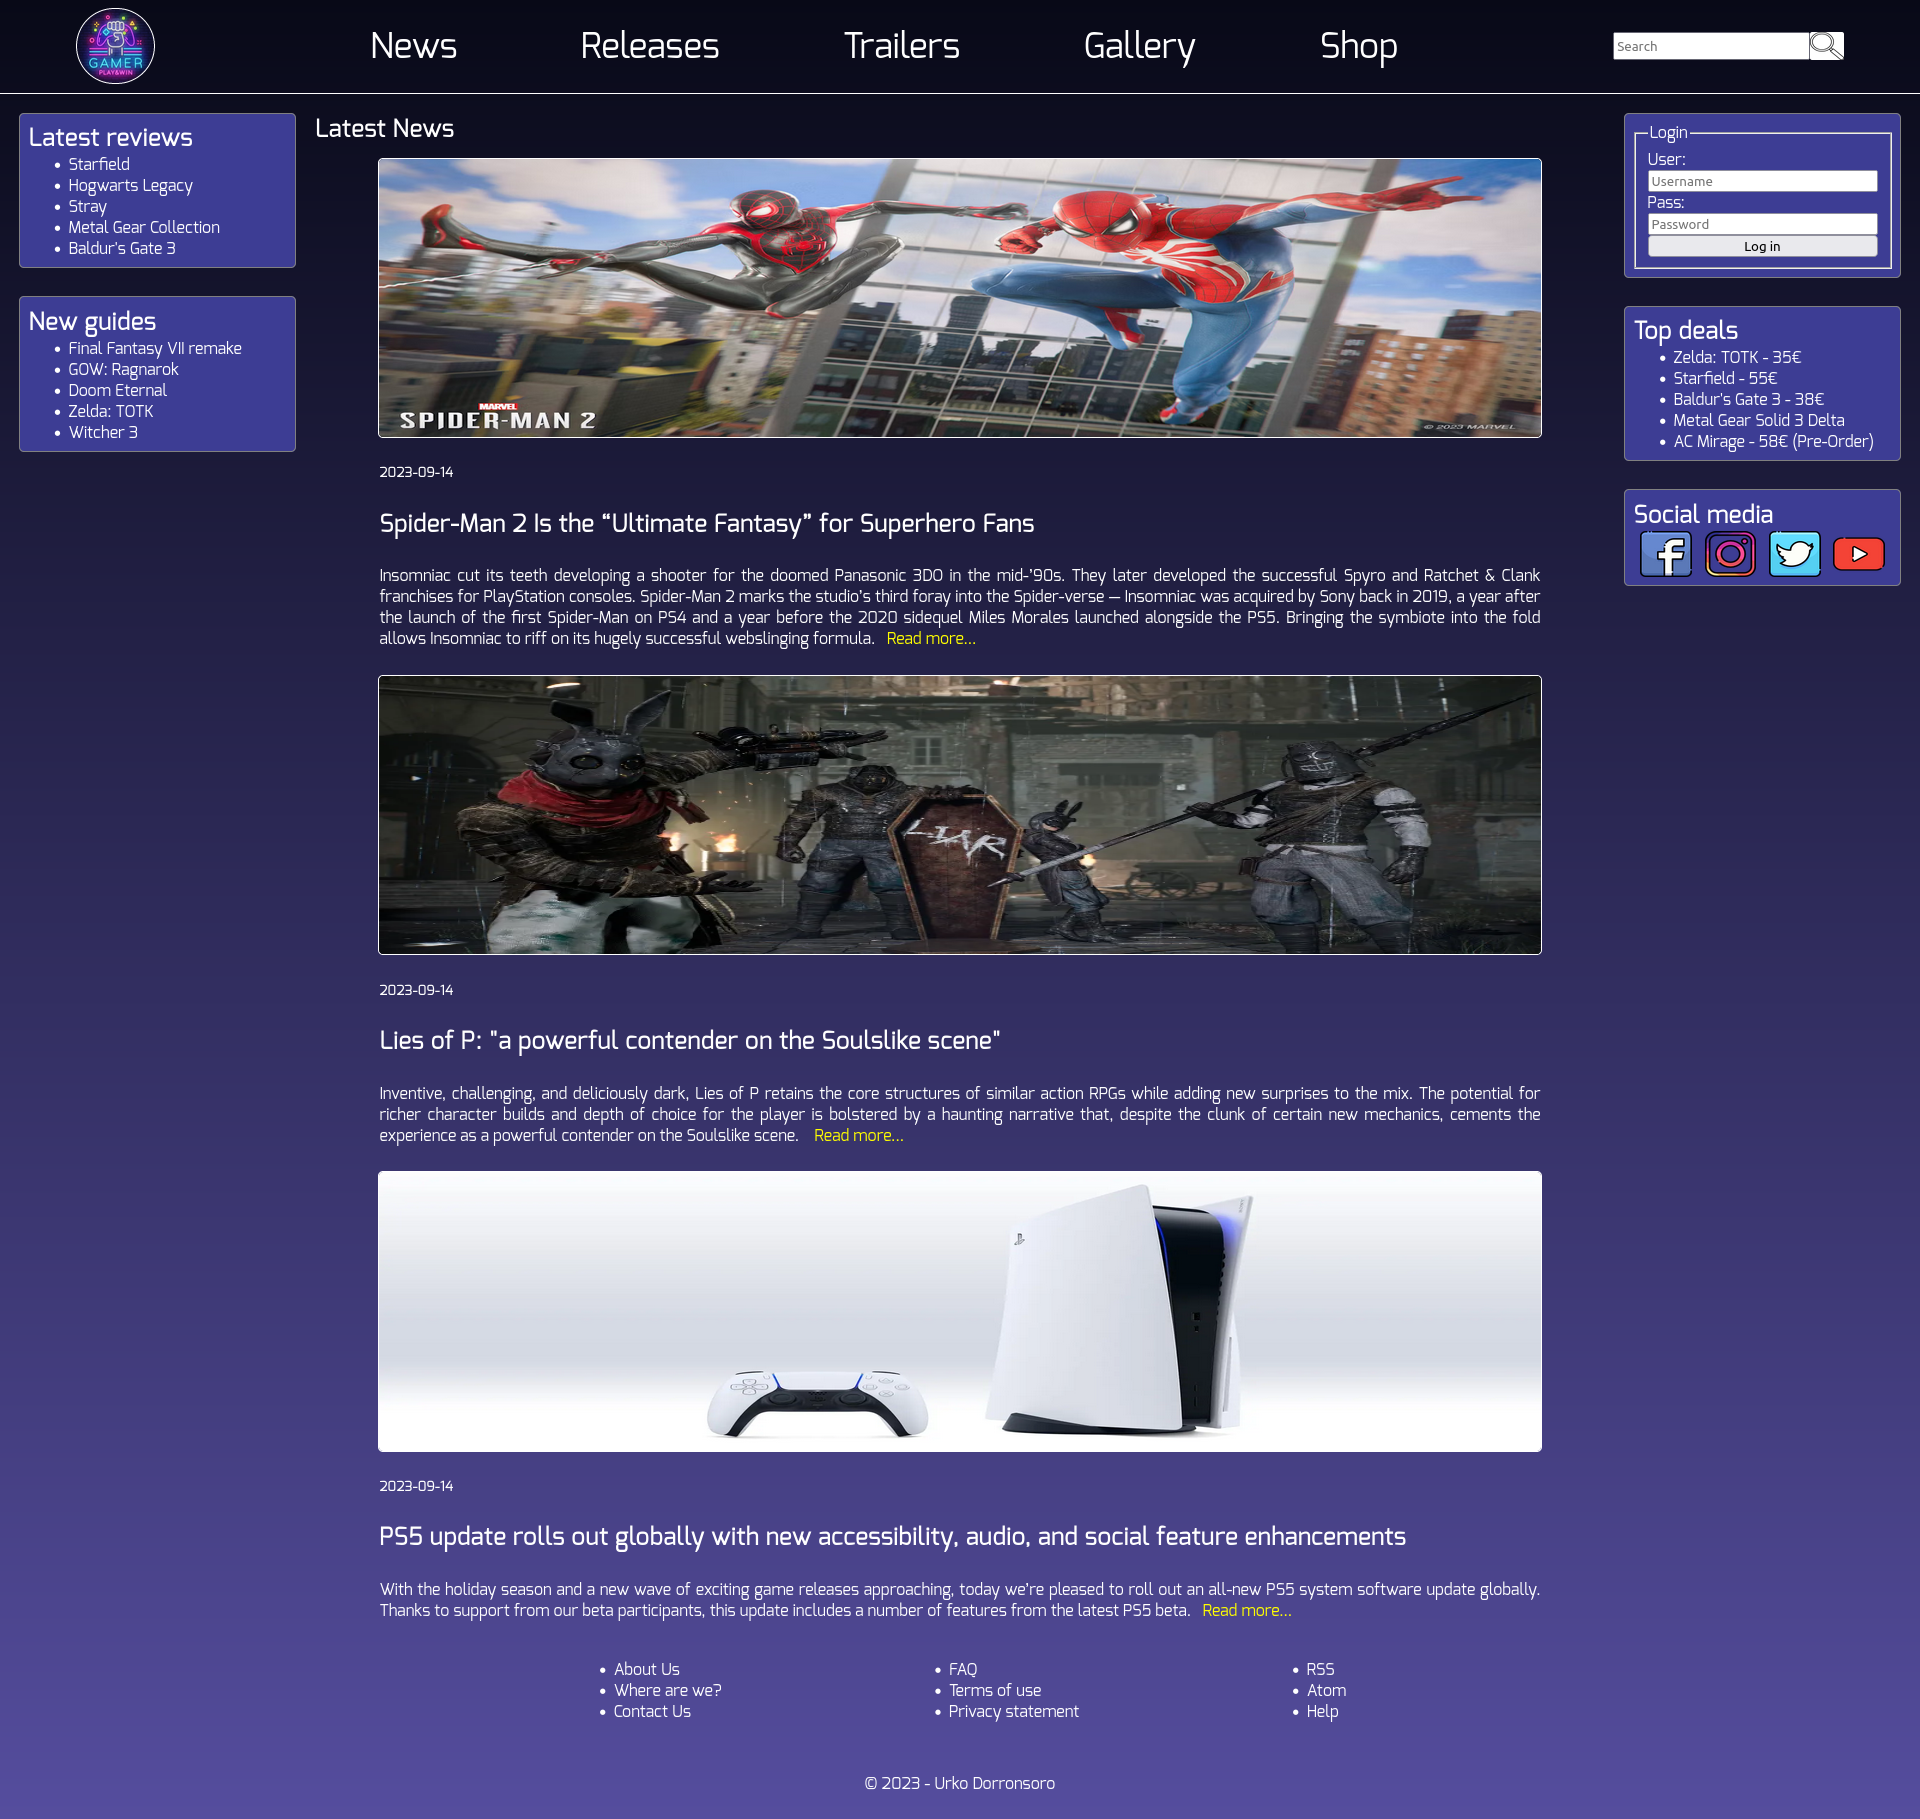 GAMER
PLAY&WIN
News
Releases
Trailers
Gallery
Shop
Search
Latest reviews
Starfield
Hogwarts Legacy
Stray
Metal Gear Collection
Baldur's Gate 3
New guides
Final Fantasy VII remake
GOW: Ragnarok
Doom Eternal
Zelda: TOTK
Witcher 3
Latest News
MARVEL
SPIDER-MAN 2
© 2023 MARVEL
2023-09-14
Spider-Man 2 Is the “Ultimate Fantasy” for Superhero Fans
Insomniac cut its teeth developing a shooter for the doomed Panasonic 3DO in the mid-’90s. They later developed the successful Spyro and Ratchet & Clank
franchises for PlayStation consoles. Spider-Man 2 marks the studio’s third foray into the Spider-verse — Insomniac was acquired by Sony back in 2019, a year after
the launch of the first Spider-Man on PS4 and a year before the 2020 sidequel Miles Morales launched alongside the PS5. Bringing the symbiote into the fold
allows Insomniac to riff on its hugely successful webslinging formula. Read more...
LIAR
2023-09-14
Lies of P: "a powerful contender on the Soulslike scene"
Inventive, challenging, and deliciously dark, Lies of P retains the core structures of similar action RPGs while adding new surprises to the mix. The potential for
richer character builds and depth of choice for the player is bolstered by a haunting narrative that, despite the clunk of certain new mechanics, cements the
experience as a powerful contender on the Soulslike scene. Read more...
2023-09-14
PS5 update rolls out globally with new accessibility, audio, and social feature enhancements
With the holiday season and a new wave of exciting game releases approaching, today we’re pleased to roll out an all-new PS5 system software update globally.
Thanks to support from our beta participants, this update includes a number of features from the latest PS5 beta. Read more...
Login
User:
Username
Pass:
Password
Log in
Top deals
Zelda: TOTK - 35€
Starfield - 55€
Baldur's Gate 3 - 38€
Metal Gear Solid 3 Delta
AC Mirage - 58€ (Pre-Order)
Social media
About Us
Where are we?
Contact Us
FAQ
Terms of use
Privacy statement
RSS
Atom
Help
© 2023 - Urko Dorronsoro